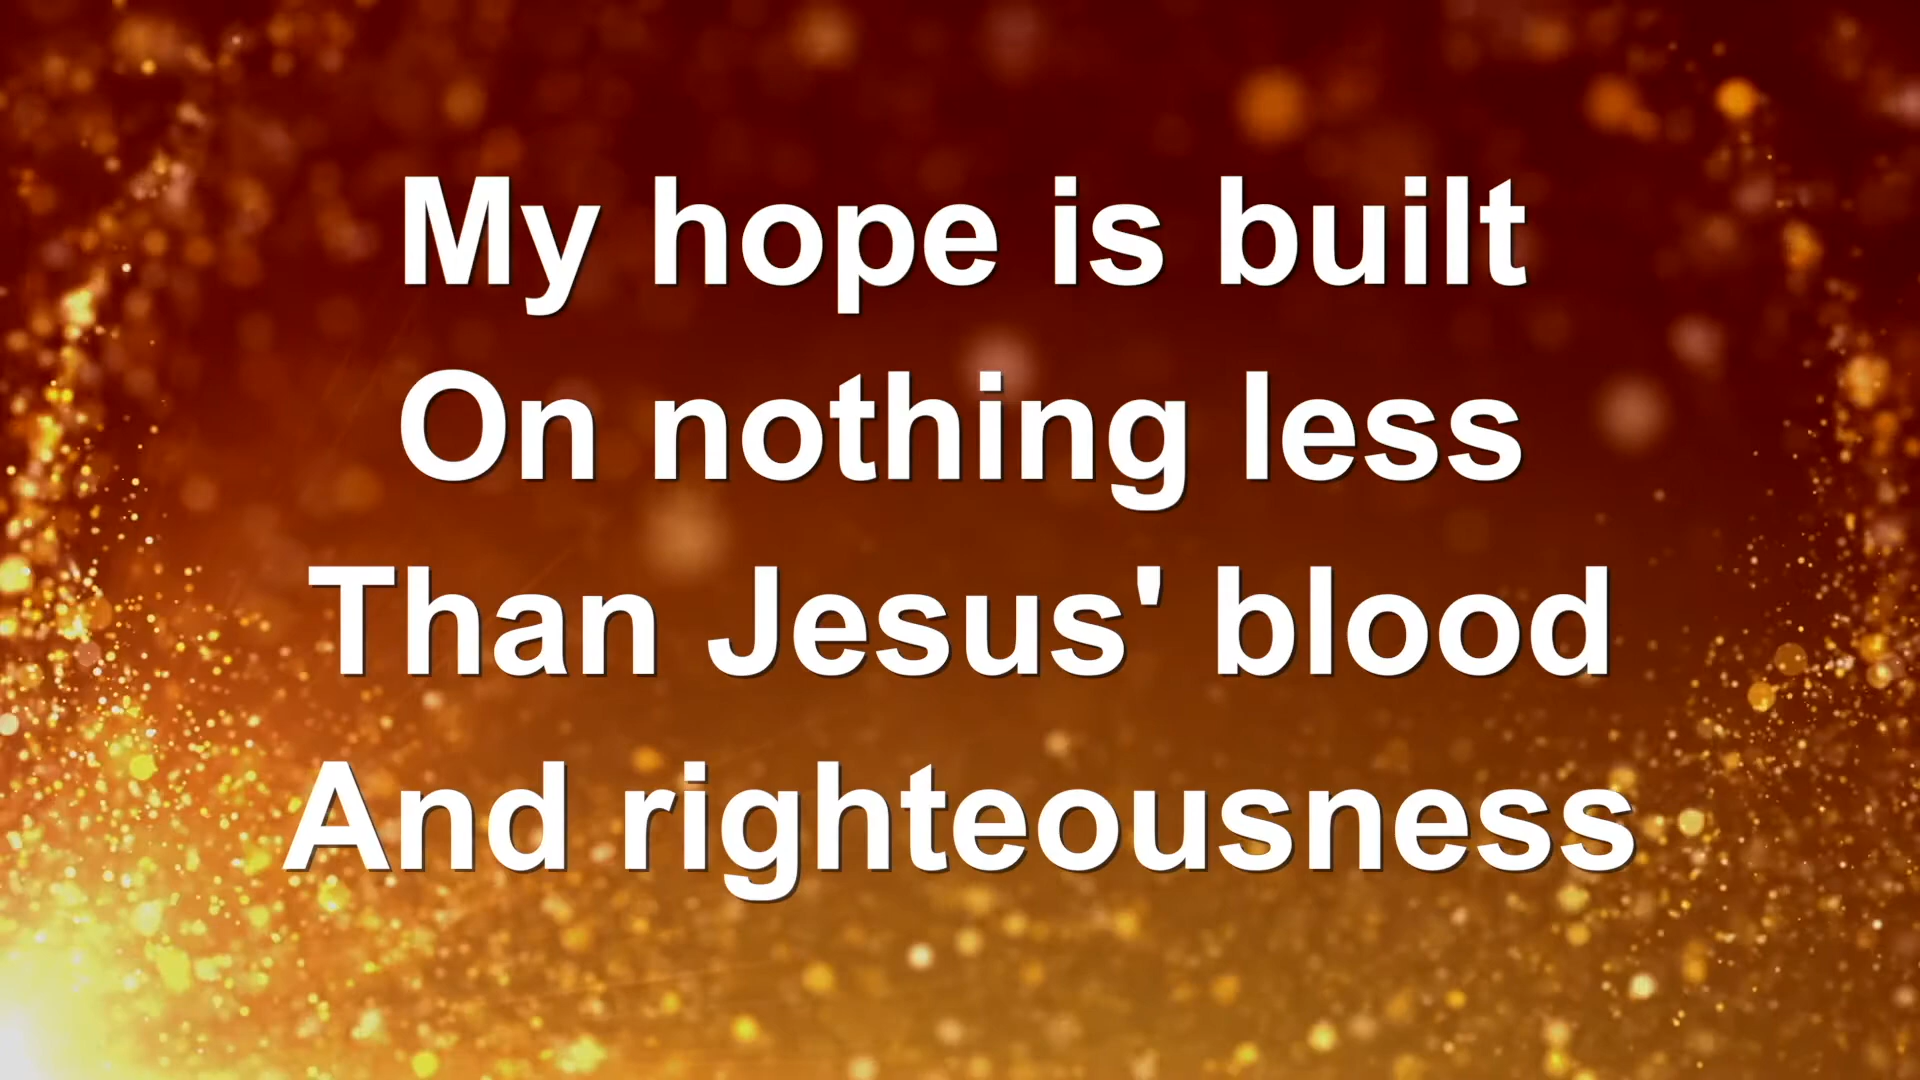 My hope is built
On nothing less
Than Jesus' blood
And righteousness